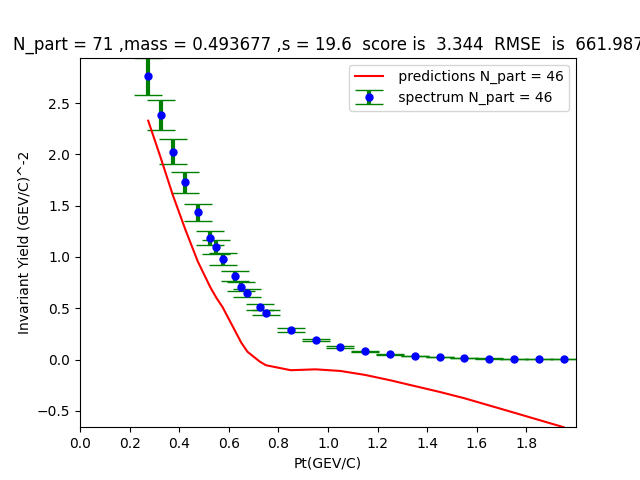 N_part = 71 ,mass = 0.493677 ,s = 19.6  score is  3.344  RMSE  is  661.987
predictions N_part = 46
spectrum N_part = 46
2.5
2.0
1.5
1.0
0.5
0.0
−0.5
Invariant Yield (GEV/C)^-2
0.0 0.2 0.4 0.6 0.8 1.0 1.2 1.4 1.6 1.8
Pt(GEV/C)